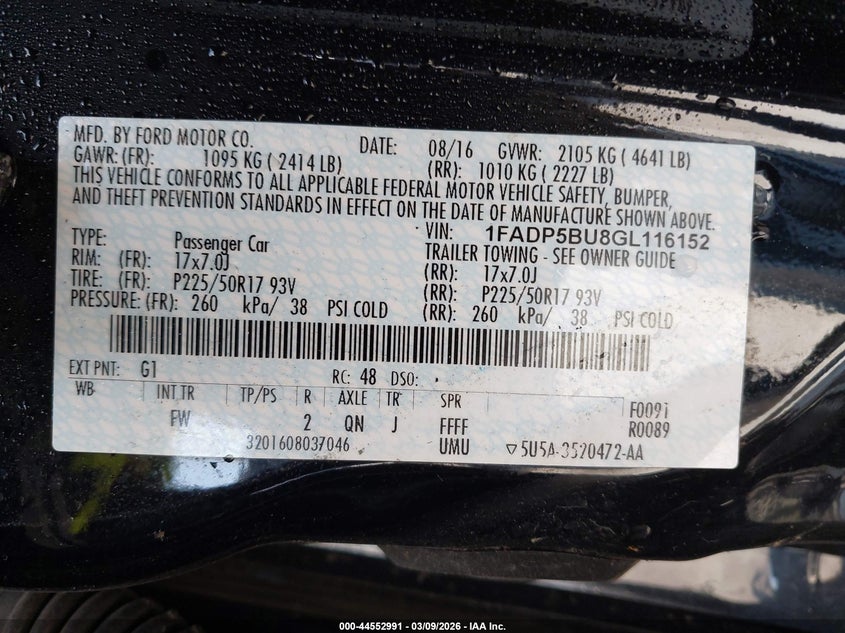 MFD. BY FORD MOTOR CO. DATE: 08/16 GVWR: 2105 KG ( 4641 LB)
GAWR: (FR): 1095 KG ( 2414 LB) (RR): 1010 KG ( 2227 LB)
THIS VEHICLE CONFORMS TO ALL APPLICABLE FEDERAL MOTOR VEHICLE SAFETY, BUMPER,
AND THEFT PREVENTION STANDARDS IN EFFECT ON THE DATE OF MANUFACTURE SHOWN ABOVE.
VIN: 1FADP5BU8GL116152
TYPE: Passenger Car TRAILER TOWING - SEE OWNER GUIDE
RIM: (FR): 17x7.0J (RR): 17x7.0J
TIRE: (FR): P225/50R17 93V (RR): P225/50R17 93V
PRESSURE: (FR): 260 kPa/ 38 PSI COLD (RR): 260 kPa/ 38 PSI COLD
EXT PNT: G1 RC: 48 DSO:
WB INT TR TP/PS R AXLE TR SPR F0091
FW 2 QN J FFFF R0089
3201608037046 UMU ▽5U5A-3520472-AA
000-44552991 - 03/09/2026 - IAA Inc.